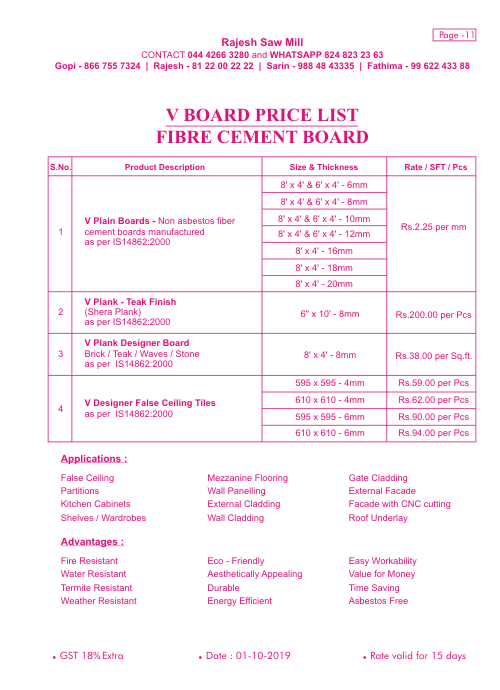 Page -11
Rajesh Saw Mill
CONTACT 044 4266 3280 and WHATSAPP 824 823 23 63
Gopi - 866 755 7324 | Rajesh - 81 22 00 22 22 | Sarin - 988 48 43335 | Fathima - 99 622 433 88
V BOARD PRICE LIST
FIBRE CEMENT BOARD
S.No. Product Description Size & Thickness Rate / SFT / Pcs
1
V Plain Boards - Non asbestos fiber
cement boards manufactured
as per IS14862:2000
8' x 4' & 6' x 4' - 6mm
8' x 4' & 6' x 4' - 8mm
8' x 4' & 6' x 4' - 10mm
8' x 4' & 6' x 4' - 12mm
8' x 4' - 16mm
8' x 4' - 18mm
8' x 4' - 20mm
Rs.2.25 per mm
2
V Plank - Teak Finish
(Shera Plank)
as per IS14862:2000
6" x 10' - 8mm
Rs.200.00 per Pcs
3
V Plank Designer Board
Brick / Teak / Waves / Stone
as per IS14862:2000
8' x 4' - 8mm
Rs.38.00 per Sq.ft.
4
V Designer False Ceiling Tiles
as per IS14862:2000
595 x 595 - 4mm Rs.59.00 per Pcs
610 x 610 - 4mm Rs.62.00 per Pcs
595 x 595 - 6mm Rs.90.00 per Pcs
610 x 610 - 6mm Rs.94.00 per Pcs
Applications :
False Ceiling Mezzanine Flooring Gate Cladding
Partitions Wall Panelling External Facade
Kitchen Cabinets External Cladding Facade with CNC cutting
Shelves / Wardrobes Wall Cladding Roof Underlay
Advantages :
Fire Resistant Eco - Friendly Easy Workability
Water Resistant Aesthetically Appealing Value for Money
Termite Resistant Durable Time Saving
Weather Resistant Energy Efficient Asbestos Free
• GST 18% Extra • Date : 01-10-2019 • Rate valid for 15 days